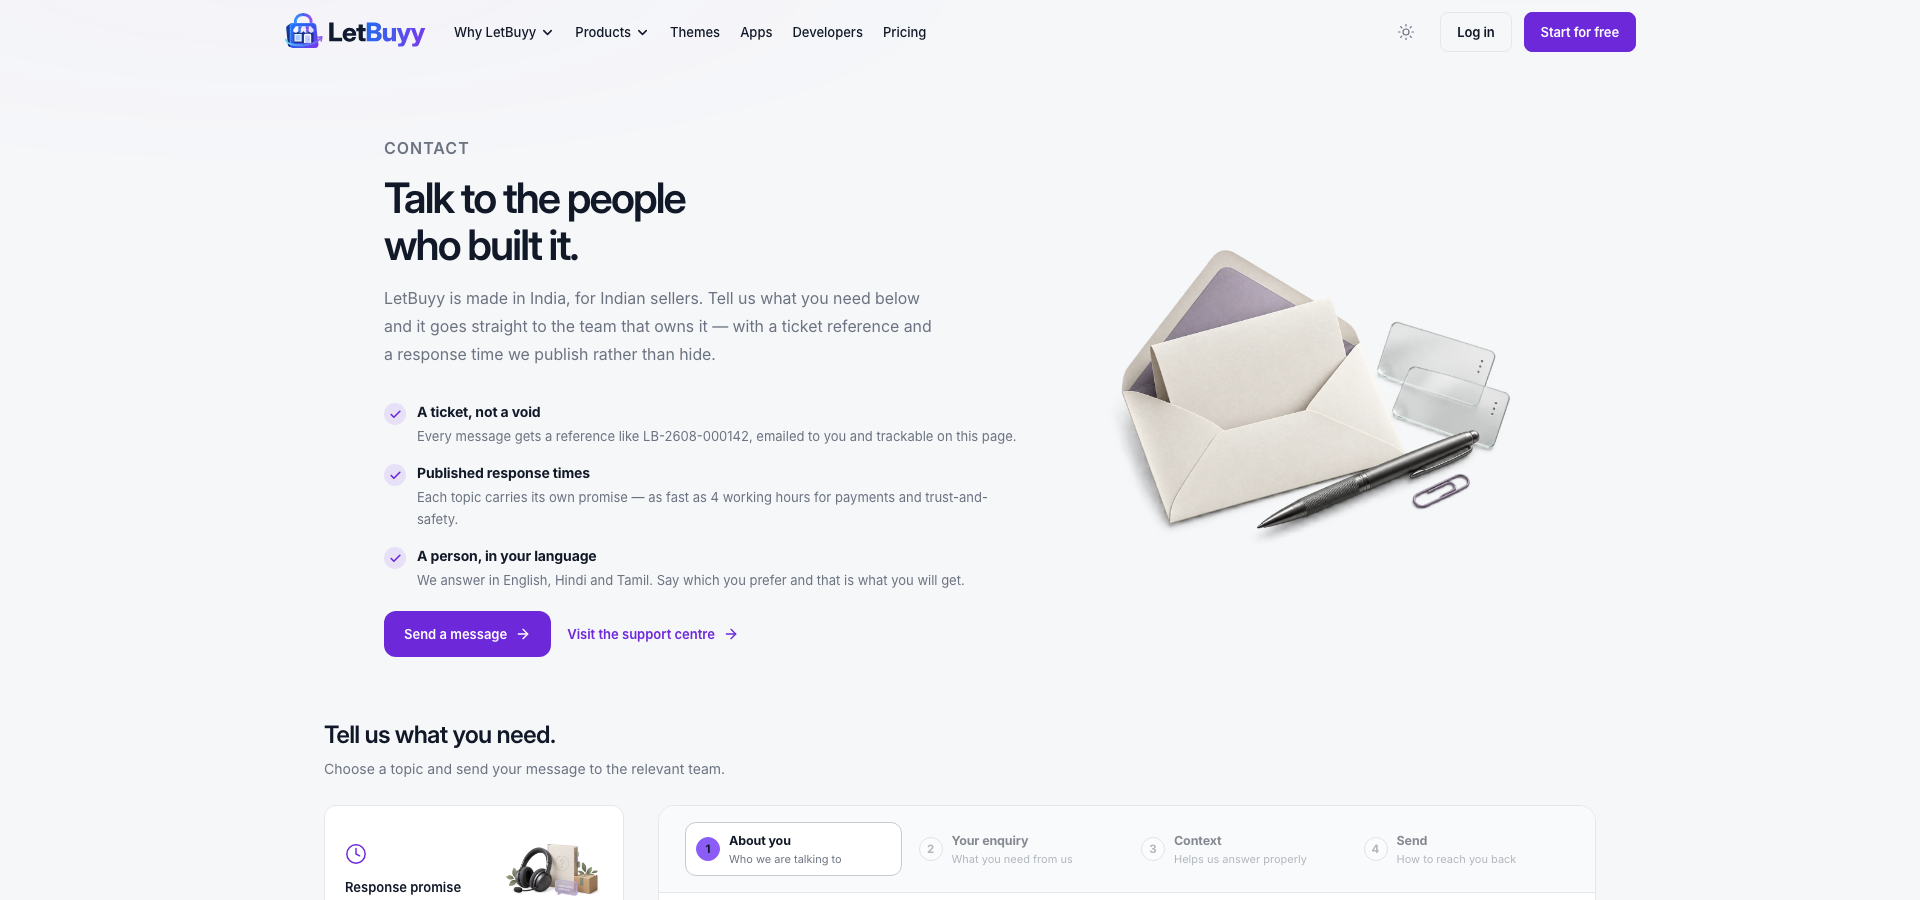 LetBuyy
Why LetBuyy
Products
Themes
Apps
Developers
Pricing
Log in
Start for free
CONTACT
Talk to the people
who built it.
LetBuyy is made in India, for Indian sellers. Tell us what you need below
and it goes straight to the team that owns it — with a ticket reference and
a response time we publish rather than hide.
A ticket, not a void
Every message gets a reference like LB-2608-000142, emailed to you and trackable on this page.
Published response times
Each topic carries its own promise — as fast as 4 working hours for payments and trust-and-
safety.
A person, in your language
We answer in English, Hindi and Tamil. Say which you prefer and that is what you will get.
Send a message
Visit the support centre
Tell us what you need.
Choose a topic and send your message to the relevant team.
Response promise
1
About you
Who we are talking to
2
Your enquiry
What you need from us
3
Context
Helps us answer properly
4
Send
How to reach you back